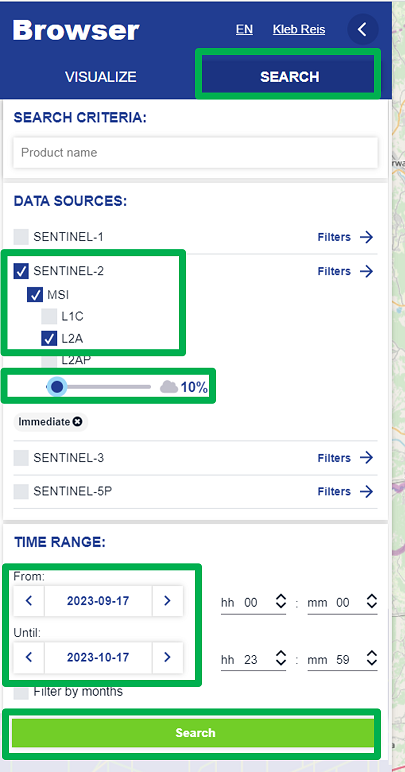 Browser
EN Kleb Reis
VISUALIZE SEARCH
SEARCH CRITERIA:
Product name
DATA SOURCES:
SENTINEL-1 Filters
SENTINEL-2 Filters
MSI
L1C
L2A
L2AP
10%
Immediate
SENTINEL-3 Filters
SENTINEL-5P Filters
TIME RANGE:
From:
2023-09-17 hh 00 : mm 00
Until:
2023-10-17 hh 23 : mm 59
Filter by months
Search